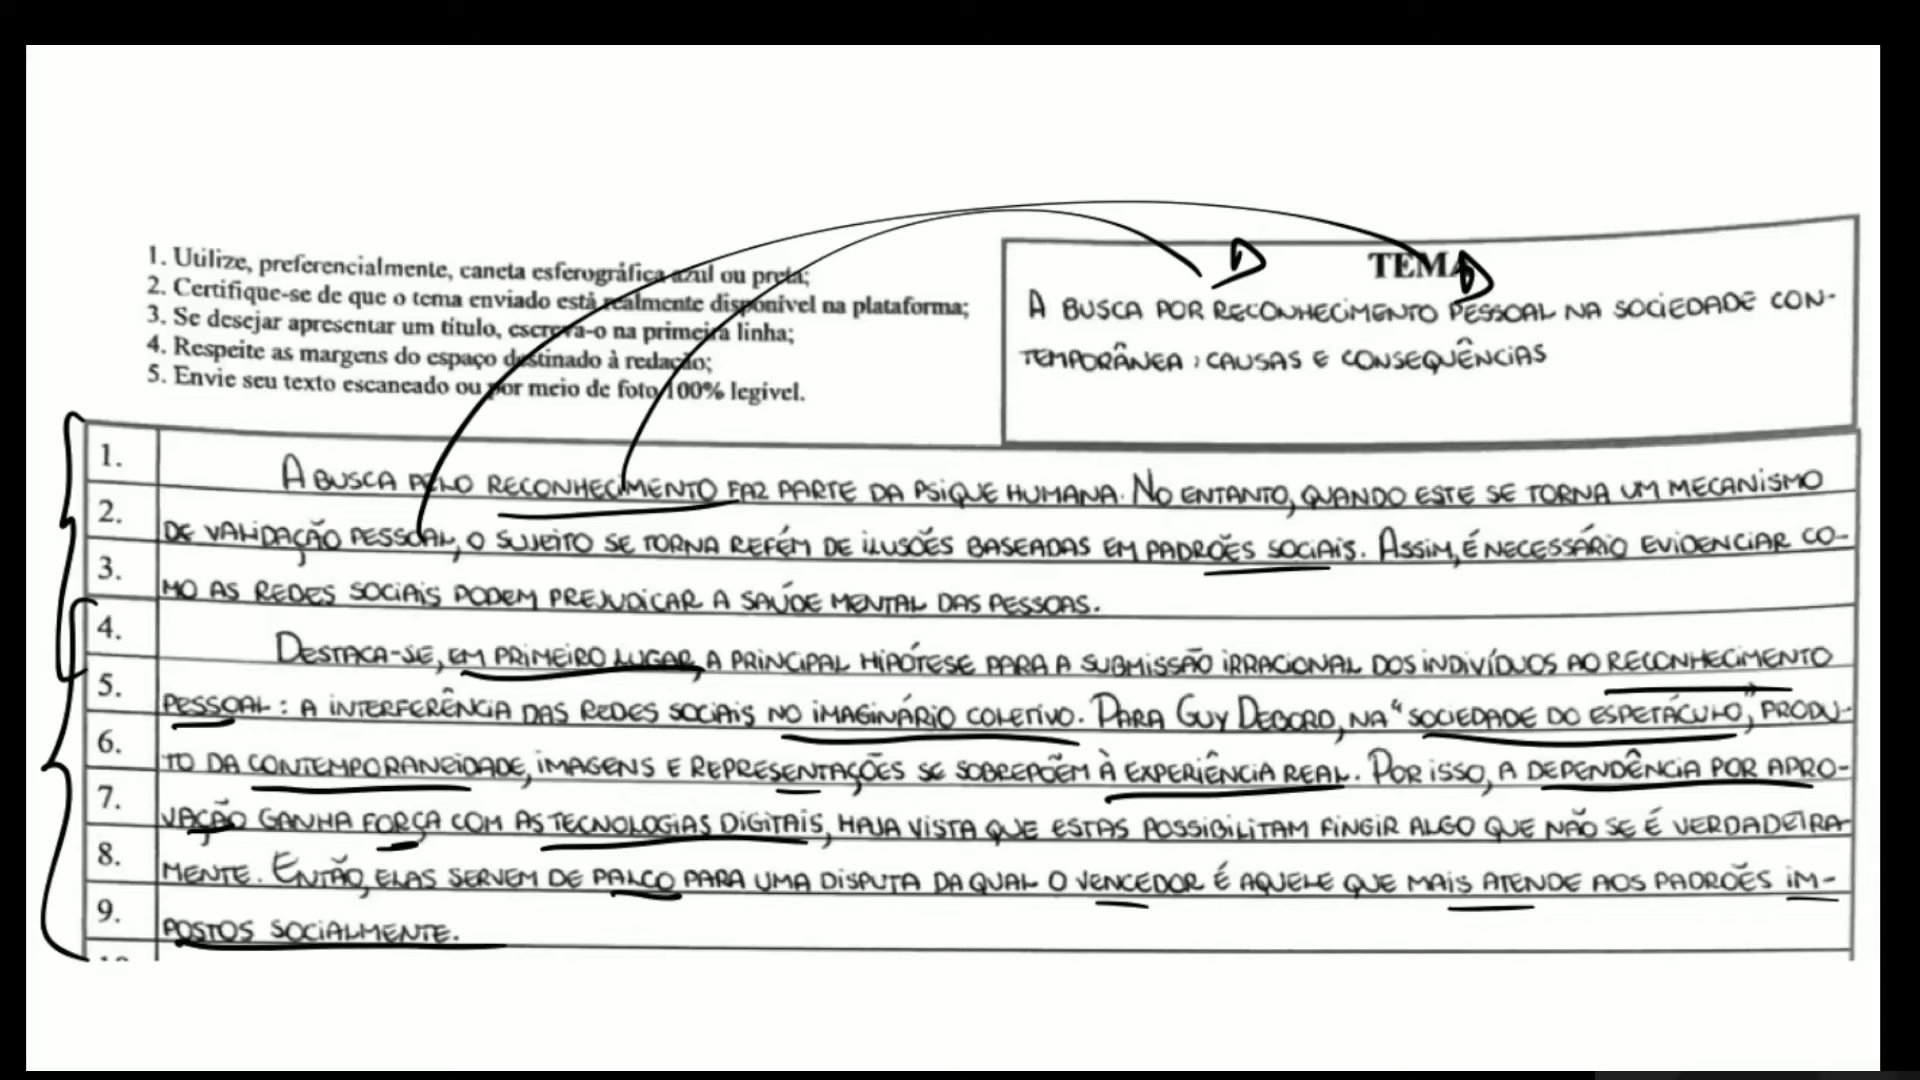 1. Utilize, preferencialmente, caneta esferográfica azul ou preta;
2. Certifique-se de que o tema enviado está realmente disponível na plataforma;
3. Se desejar apresentar um título, escreva-o na primeira linha;
4. Respeite as margens do espaço destinado à redação;
5. Envie seu texto escaneado ou por meio de foto 100% legível.
TEMA
A BUSCA POR RECONHECIMENTO PESSOAL NA SOCIEDADE CON-
TEMPORÂNEA: CAUSAS E CONSEQUÊNCIAS
1. A BUSCA PELO RECONHECIMENTO FAZ PARTE DA PSIQUE HUMANA. NO ENTANTO, QUANDO ESTE SE TORNA UM MECANISMO
2. DE VALIDAÇÃO PESSOAL, O SUJEITO SE TORNA REFÉM DE ILUSÕES BASEADAS EM PADRÕES SOCIAIS. ASSIM, É NECESSÁRIO EVIDENCIAR CO-
3. MO AS REDES SOCIAIS PODEM PREJUDICAR A SAÚDE MENTAL DAS PESSOAS.
4. DESTACA-SE, EM PRIMEIRO LUGAR, A PRINCIPAL HIPÓTESE PARA A SUBMISSÃO IRRACIONAL DOS INDIVÍDUOS AO RECONHECIMENTO
5. PESSOAL: A INTERFERÊNCIA DAS REDES SOCIAIS NO IMAGINÁRIO COLETIVO. PARA GUY DEBORD, NA "SOCIEDADE DO ESPETÁCULO", PRODU-
6. TO DA CONTEMPORANEIDADE, IMAGENS E REPRESENTAÇÕES SE SOBREPÕEM À EXPERIÊNCIA REAL. POR ISSO, A DEPENDÊNCIA POR APRO-
7. VAÇÃO GANHA FORÇA COM AS TECNOLOGIAS DIGITAIS, HAJA VISTA QUE ESTAS POSSIBILITAM FINGIR ALGO QUE NÃO SE É VERDADEIRA-
8. MENTE. ENTÃO, ELAS SERVEM DE PALCO PARA UMA DISPUTA DA QUAL O VENCEDOR É AQUELE QUE MAIS ATENDE AOS PADRÕES IM-
9. POSTOS SOCIALMENTE.